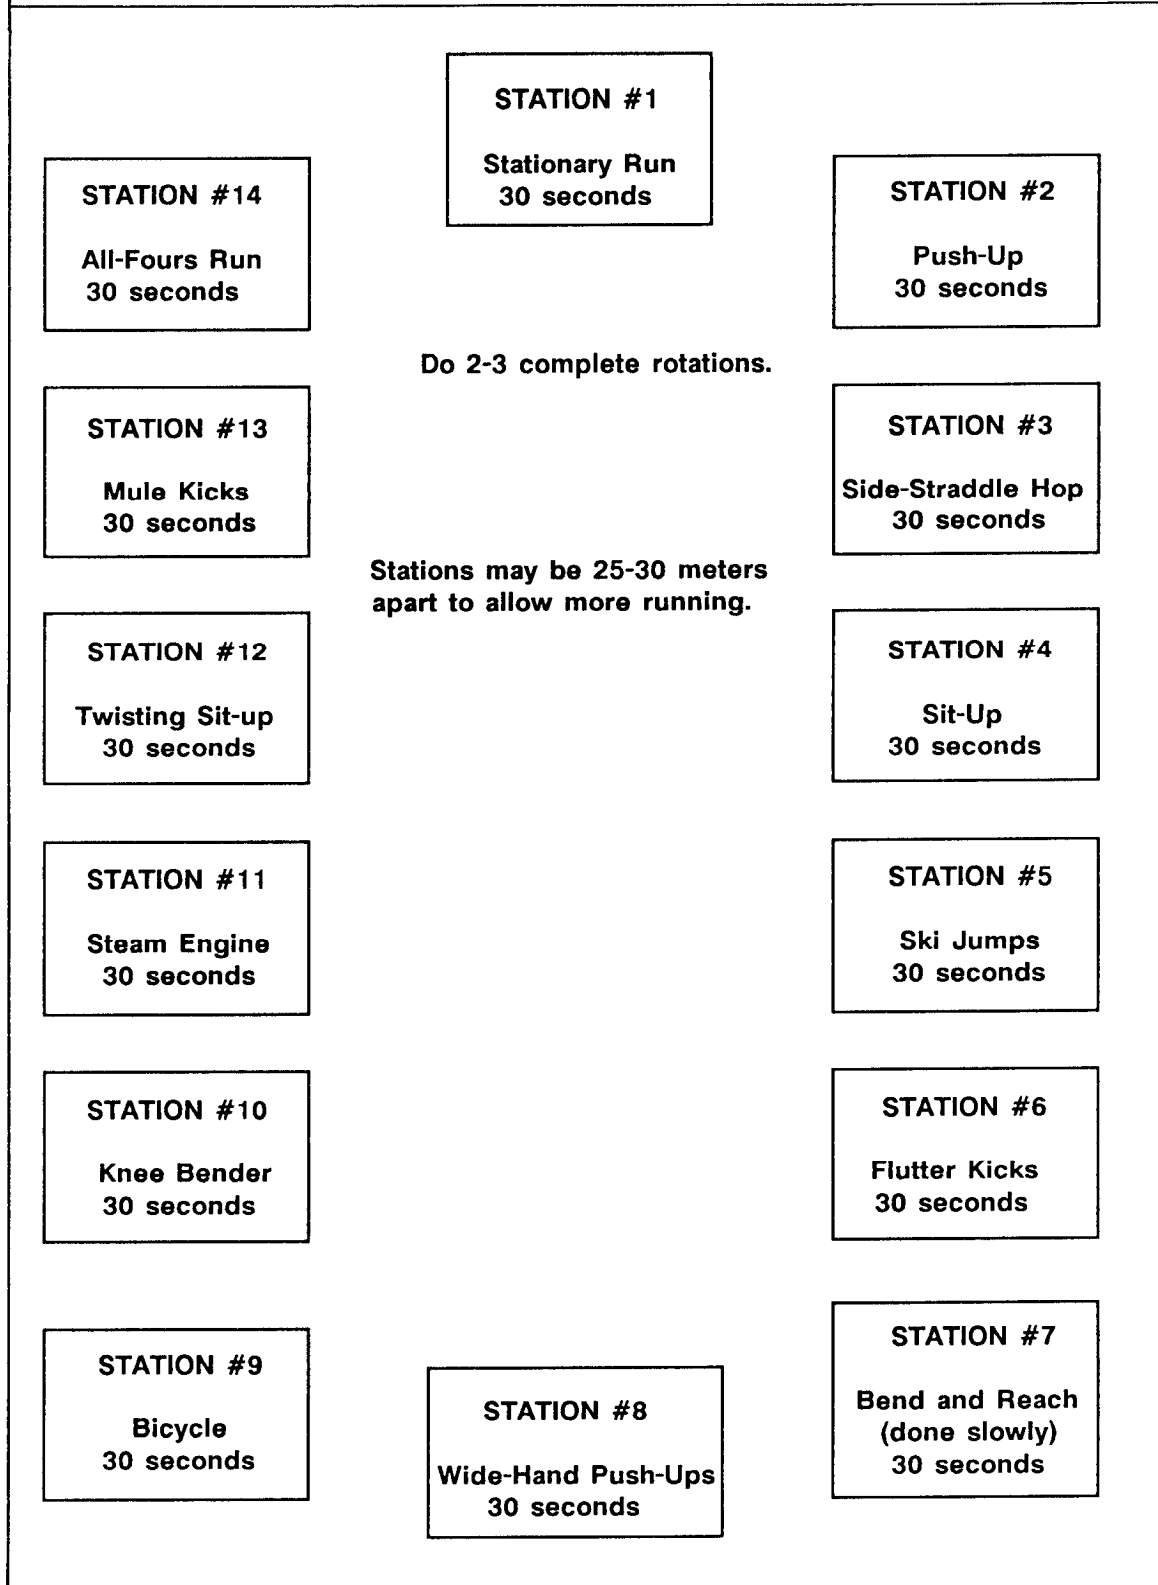 STATION #1
Stationary Run
30 seconds
STATION #2
Push-Up
30 seconds
Do 2-3 complete rotations.
STATION #3
Side-Straddle Hop
30 seconds
Stations may be 25-30 meters
apart to allow more running.
STATION #4
Sit-Up
30 seconds
STATION #5
Ski Jumps
30 seconds
STATION #6
Flutter Kicks
30 seconds
STATION #7
Bend and Reach
(done slowly)
30 seconds
STATION #8
Wide-Hand Push-Ups
30 seconds
STATION #9
Bicycle
30 seconds
STATION #10
Knee Bender
30 seconds
STATION #11
Steam Engine
30 seconds
STATION #12
Twisting Sit-up
30 seconds
STATION #13
Mule Kicks
30 seconds
STATION #14
All-Fours Run
30 seconds